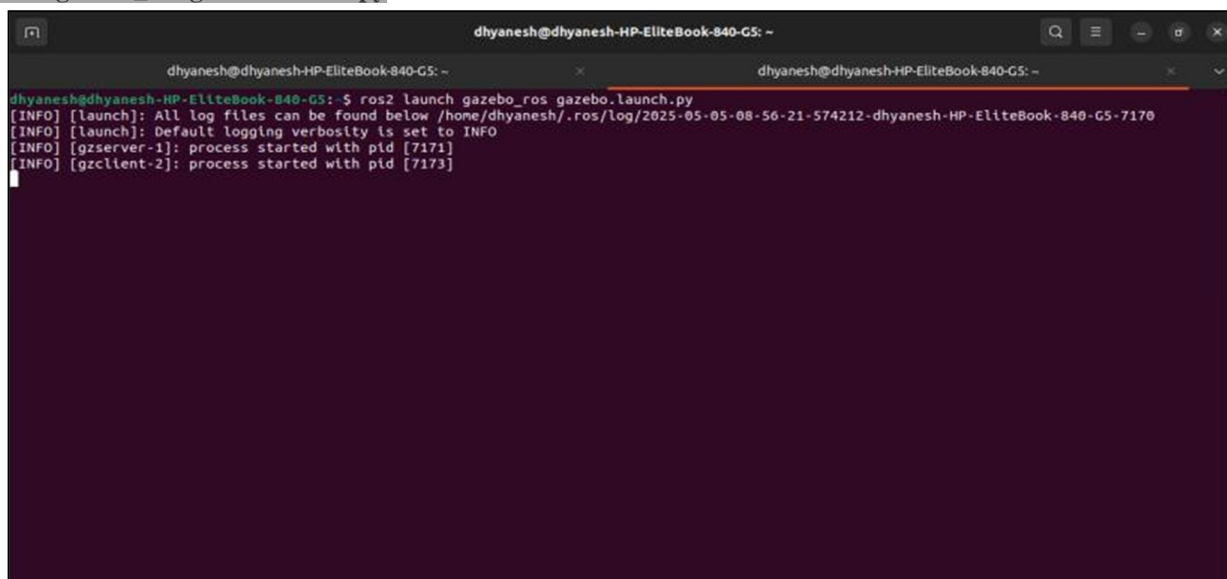 dhyanesh@dhyanesh-HP-EliteBook-840-G5: ~
dhyanesh@dhyanesh-HP-EliteBook-840-G5: ~
dhyanesh@dhyanesh-HP-EliteBook-840-G5: ~
dhyanesh@dhyanesh-HP-EliteBook-840-G5:~$ ros2 launch gazebo_ros gazebo.launch.py
[INFO] [launch]: All log files can be found below /home/dhyanesh/.ros/log/2025-05-05-08-56-21-574212-dhyanesh-HP-EliteBook-840-G5-7170
[INFO] [launch]: Default logging verbosity is set to INFO
[INFO] [gzserver-1]: process started with pid [7171]
[INFO] [gzclient-2]: process started with pid [7173]